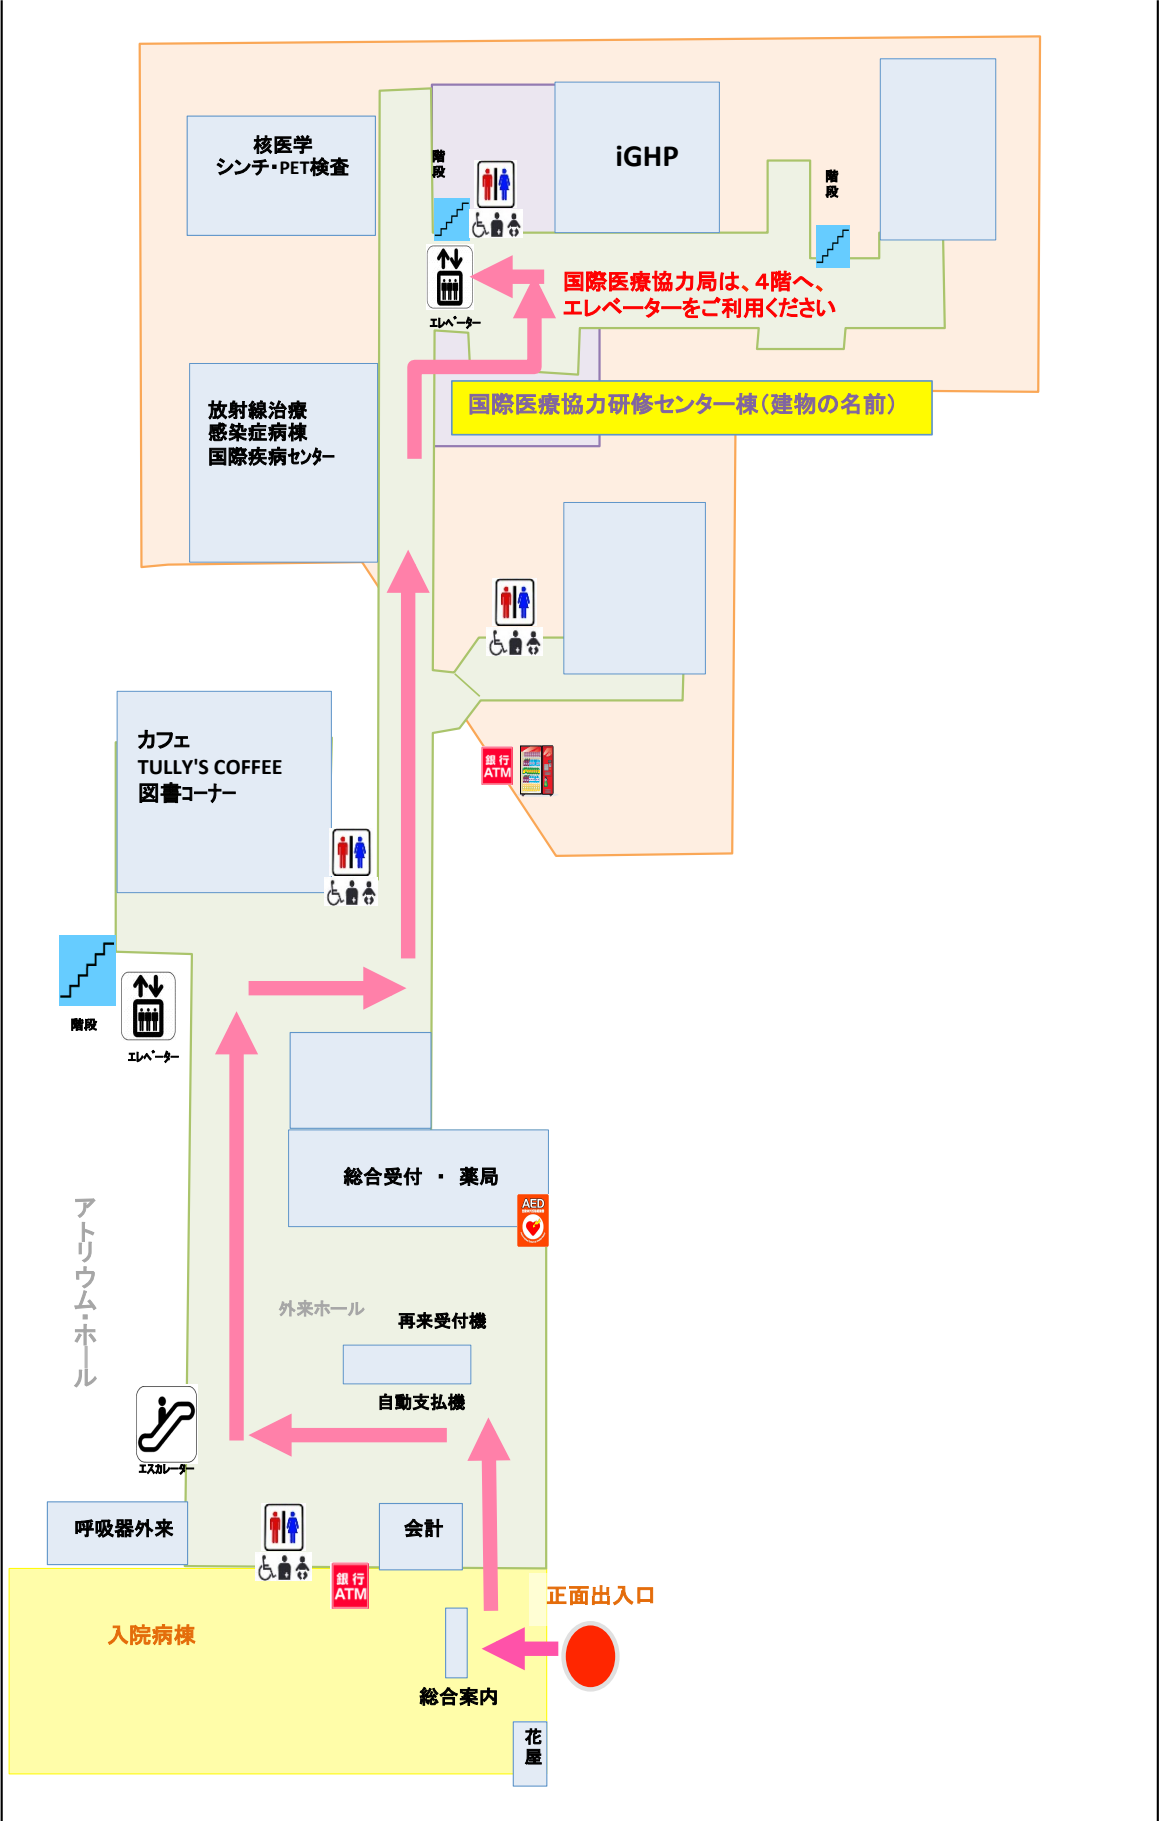 核医学
シンチ・PET検査
階段
iGHP
階段
国際医療協力局は、4階へ、
エレベーターをご利用ください
エレベーター
国際医療協力研修センター棟（建物の名前）
放射線治療
感染症病棟
国際疾病センター
銀行
ATM
カフェ
TULLY'S COFFEE
図書コーナー
階段
エレベーター
総合受付 ・ 薬局
AED
アトリウム・ホール
外来ホール
再来受付機
自動支払機
エスカレーター
呼吸器外来
会計
銀行
ATM
正面出入口
入院病棟
総合案内
花屋